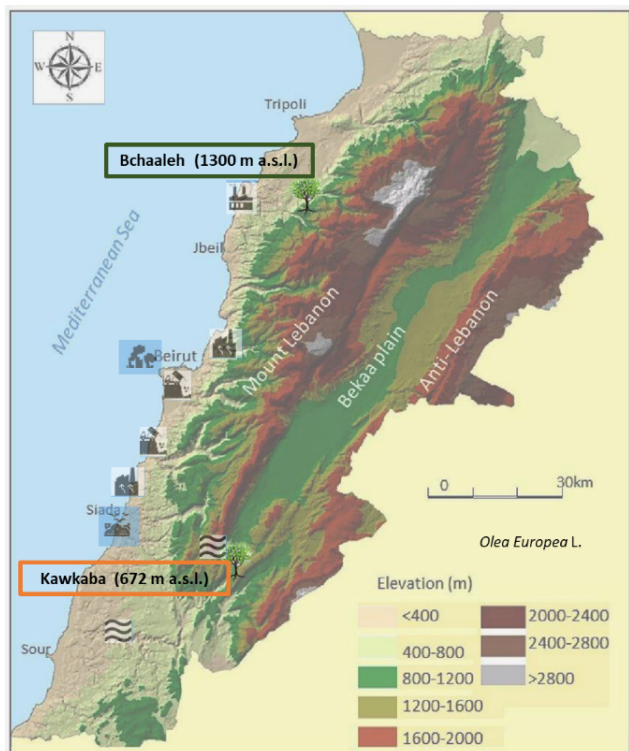 N
W E
S
Tripoli
Bchaaleh (1300 m a.s.l.)
Mediterranean Sea
Jbeil
Mount Lebanon
Bekaa plain
Anti-Lebanon
Beirut
Siada
0 30km
Olea Europea L.
Kawkaba (672 m a.s.l.)
Sour
Elevation (m)
<400
400-800
800-1200
1200-1600
1600-2000
2000-2400
2400-2800
>2800